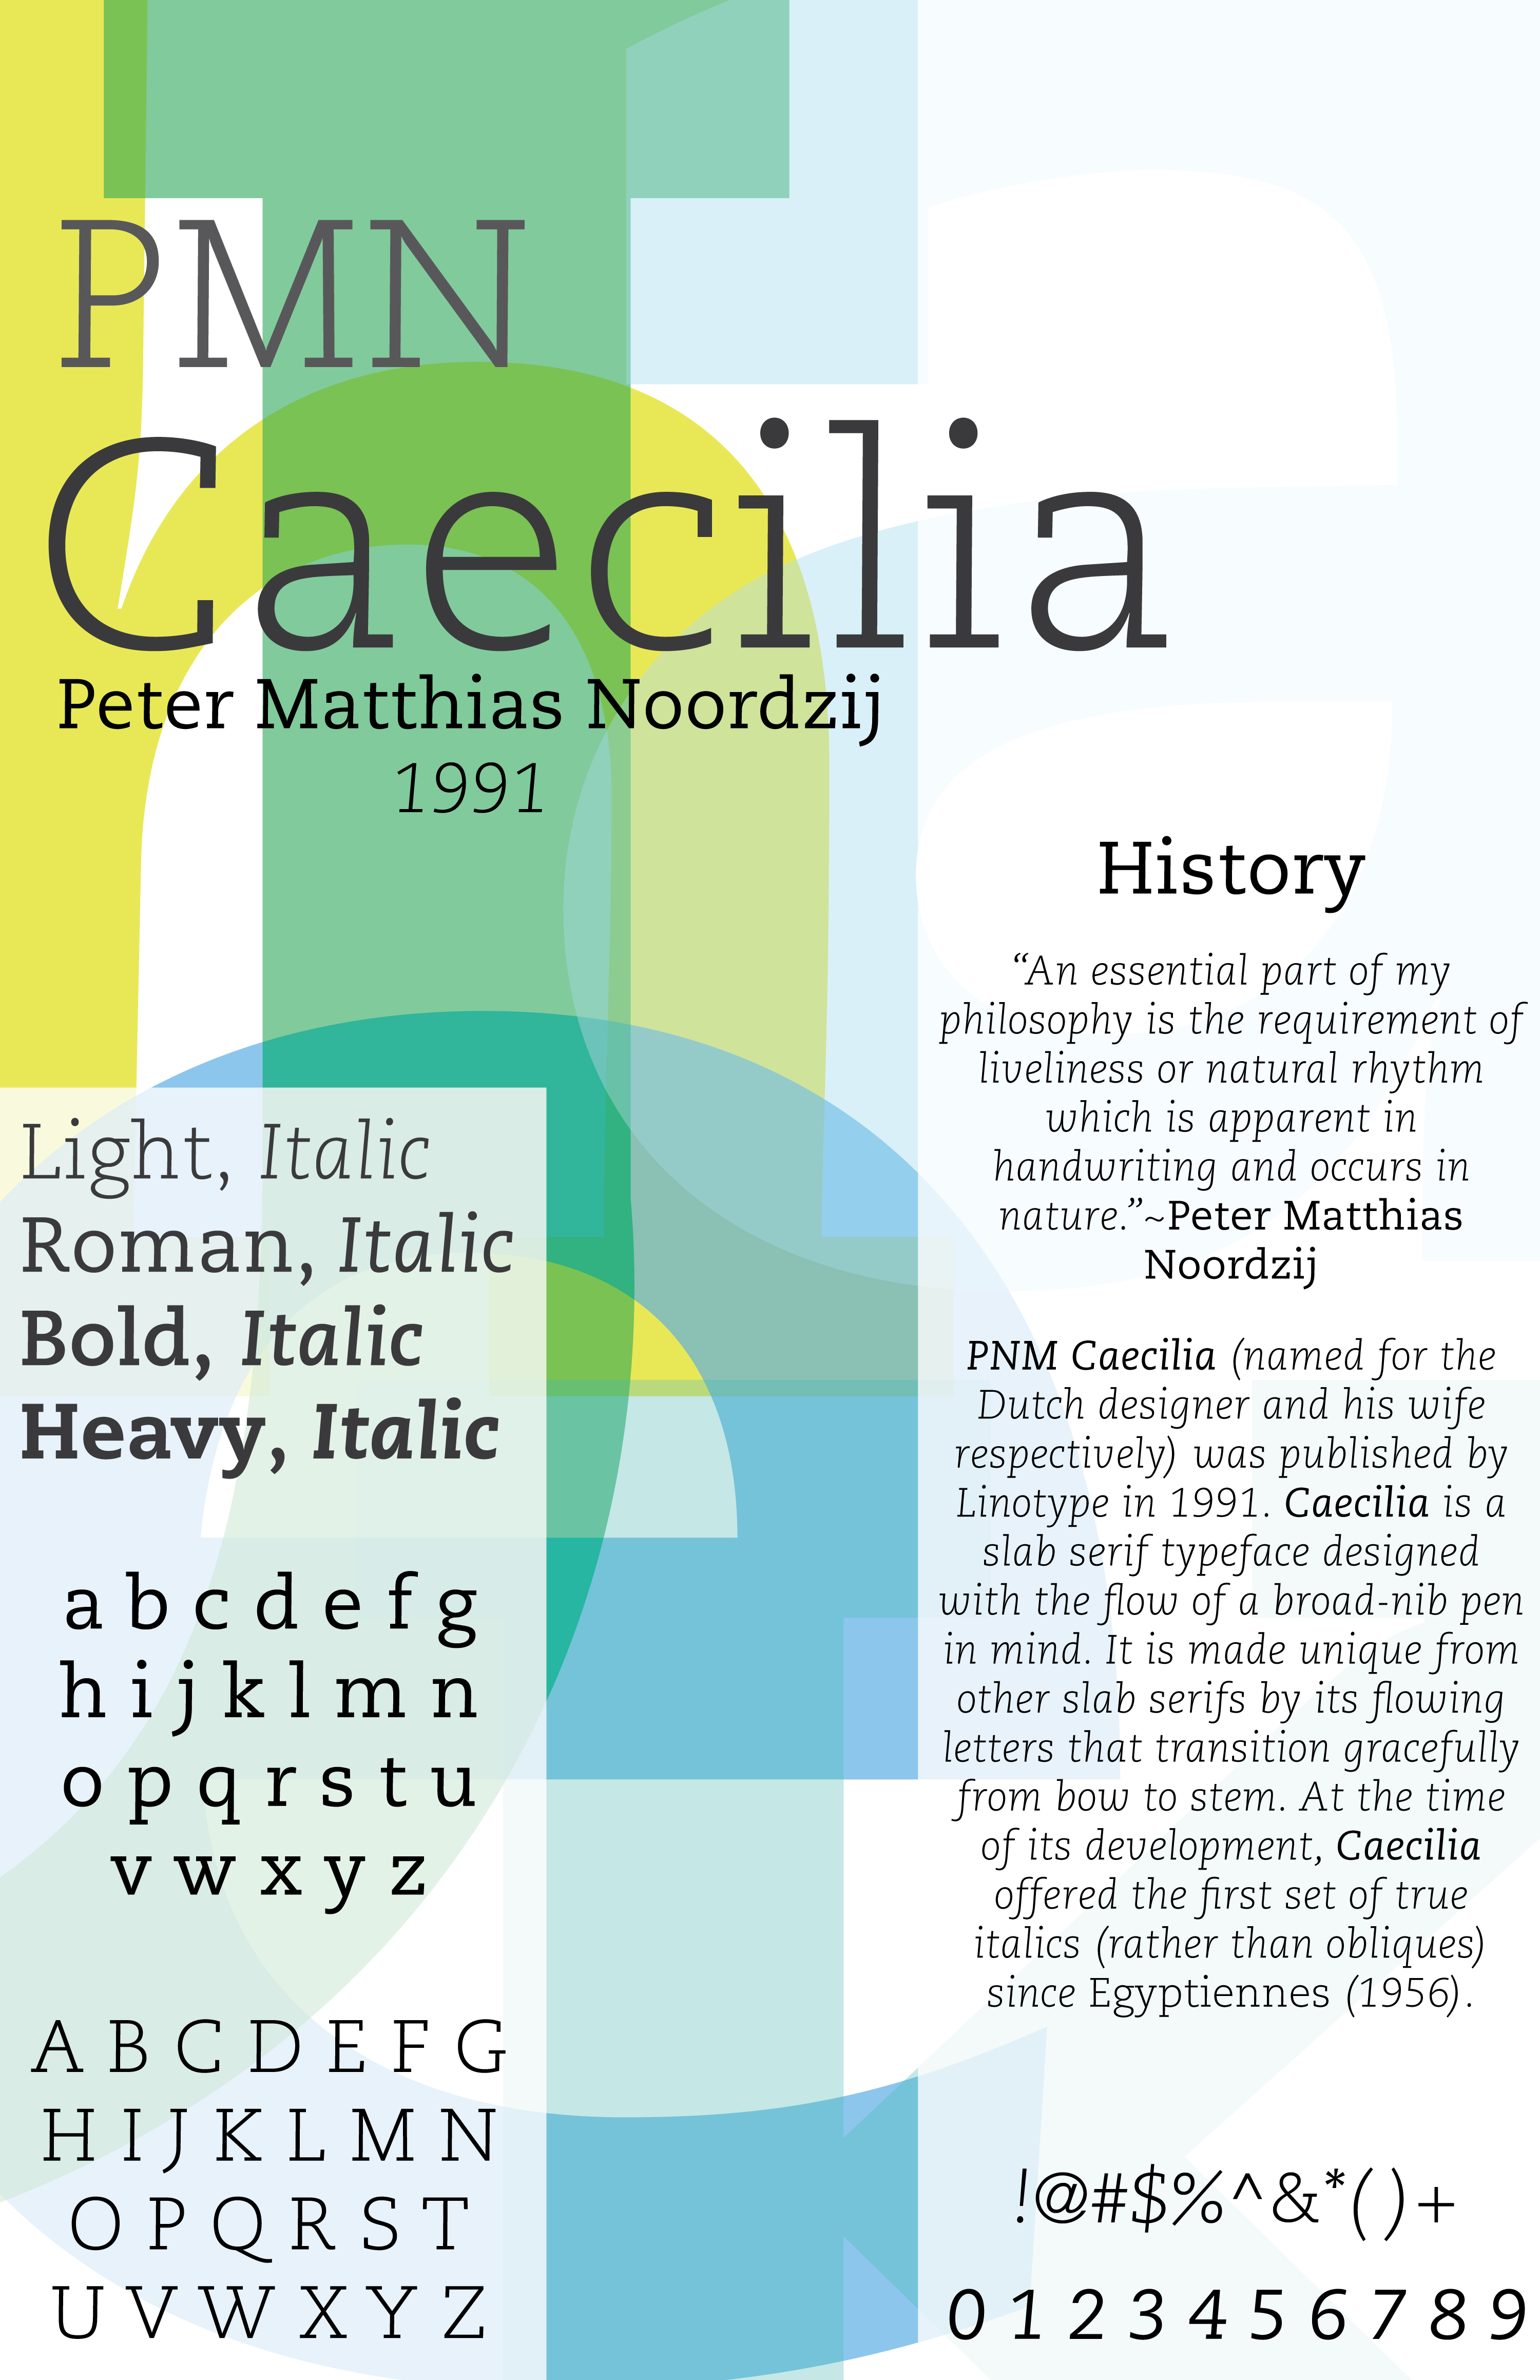 PMN
Caecilia
Peter Matthias Noordzij
1991
Light, Italic
Roman, Italic
Bold, Italic
Heavy, Italic
a b c d e f g
h i j k l m n
o p q r s t u
v w x y z
A B C D E F G
H I J K L M N
O P Q R S T
U V W X Y Z
History
“An essential part of my
philosophy is the requirement of
liveliness or natural rhythm
which is apparent in
handwriting and occurs in
nature.”~Peter Matthias
Noordzij
PNM Caecilia (named for the
Dutch designer and his wife
respectively) was published by
Linotype in 1991. Caecilia is a
slab serif typeface designed
with the flow of a broad-nib pen
in mind. It is made unique from
other slab serifs by its flowing
letters that transition gracefully
from bow to stem. At the time
of its development, Caecilia
offered the first set of true
italics (rather than obliques)
since Egyptiennes (1956).
!@#$%^&*( )+
0 1 2 3 4 5 6 7 8 9